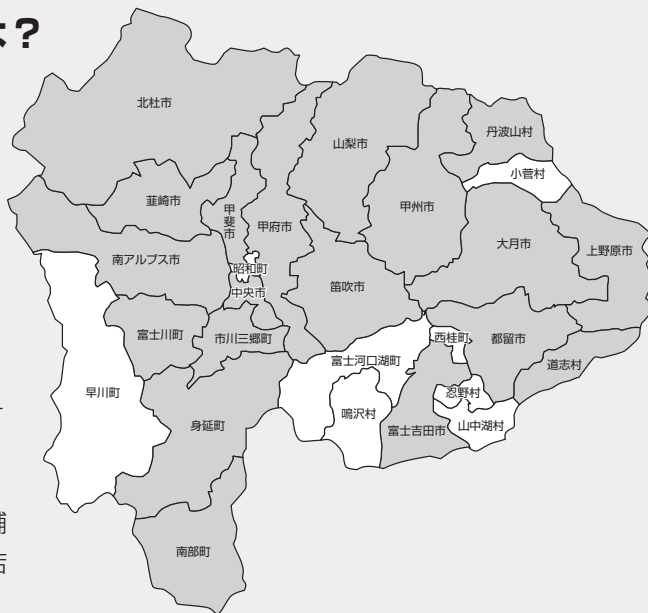 は？
北杜市
丹波山村
山梨市
小菅村
韮崎市
甲斐市
甲府市
甲州市
大月市
上野原市
南アルプス市
昭和町
中央市
笛吹市
富士川町
市川三郷町
西桂町
都留市
富士河口湖町
道志村
早川町
忍野村
鳴沢村
山中湖村
身延町
富士吉田市
南部町